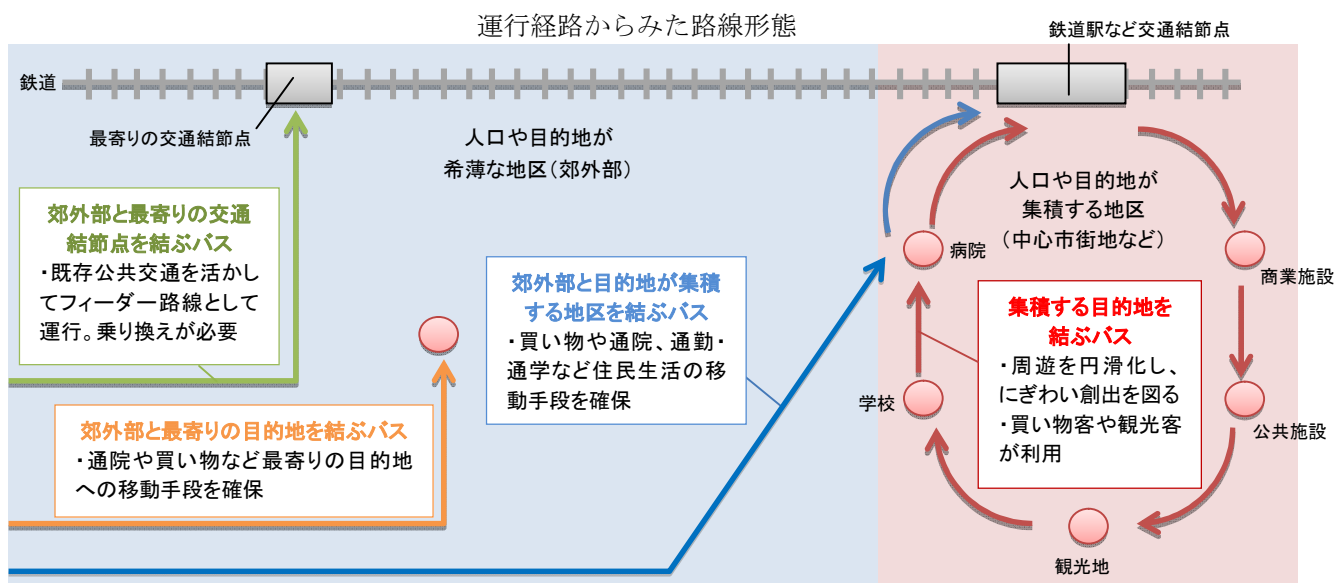 運行経路からみた路線形態
鉄道駅など交通結節点
鉄道
最寄りの交通結節点
人口や目的地が
希薄な地区(郊外部)
人口や目的地が
集積する地区
(中心市街地など)
郊外部と最寄りの交通
結節点を結ぶバス
・既存公共交通を活かし
てフィーダー路線として
運行。乗り換えが必要
郊外部と最寄りの目的地を結ぶバス
・通院や買い物など最寄りの目的地
への移動手段を確保
郊外部と目的地が集積
する地区を結ぶバス
・買い物や通院、通勤・
通学など住民生活の移
動手段を確保
病院
商業施設
集積する目的地を
結ぶバス
・周遊を円滑化し、
にぎわい創出を図る
・買い物客や観光客
が利用
学校
公共施設
観光地